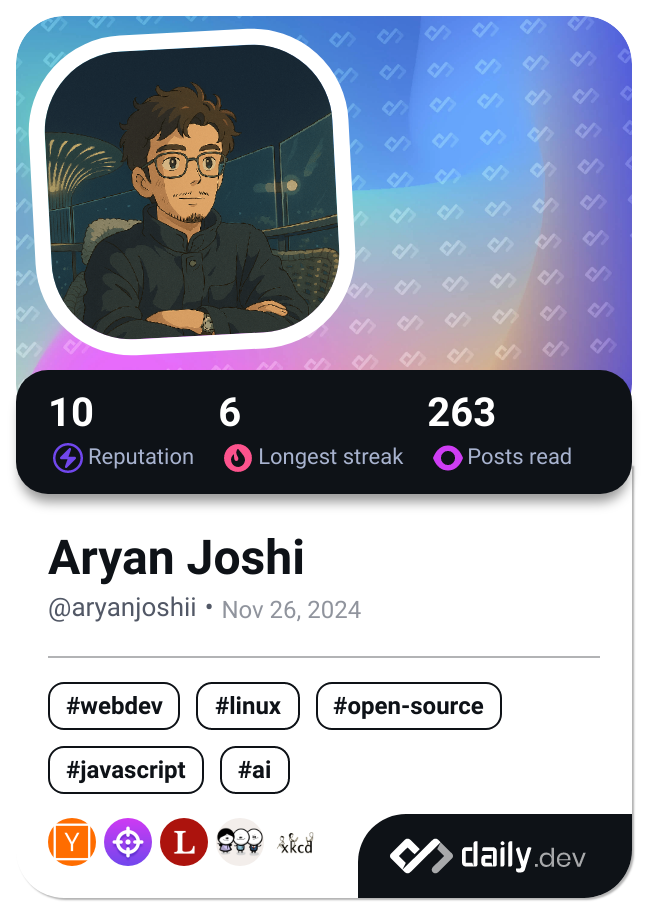 10 6 263
Reputation Longest streak Posts read
Aryan Joshi
@aryanjoshii • Nov 26, 2024
#webdev #linux #open-source
#javascript #ai
Y L xkcd
daily.dev